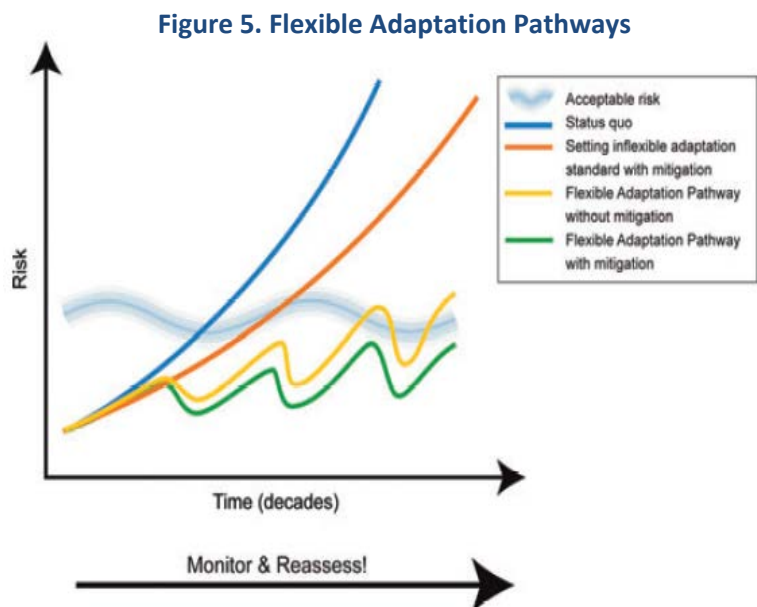 Figure 5. Flexible Adaptation Pathways
Acceptable risk
Status quo
Setting inflexible adaptation
standard with mitigation
Flexible Adaptation Pathway
without mitigation
Flexible Adaptation Pathway
with mitigation
Risk
Time (decades)
Monitor & Reassess!